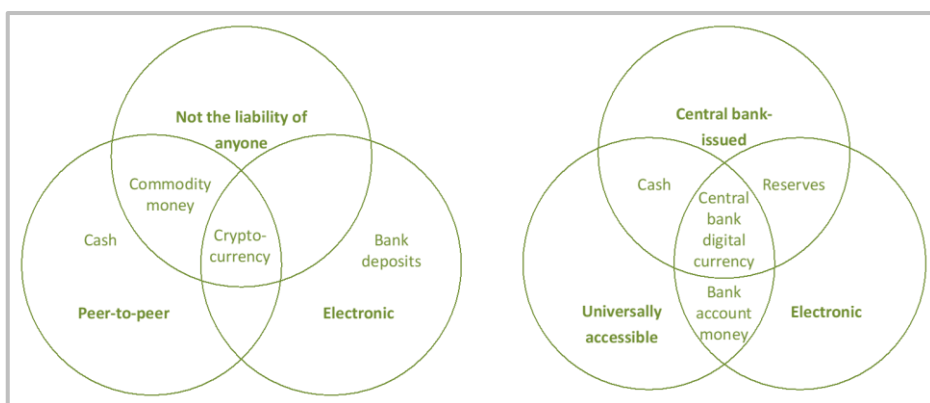 Not the liability of
anyone
Commodity
money
Cash
Crypto-
currency
Bank
deposits
Peer-to-peer
Electronic
Central bank-
issued
Cash
Reserves
Central
bank
digital
currency
Universally
accessible
Bank
account
money
Electronic